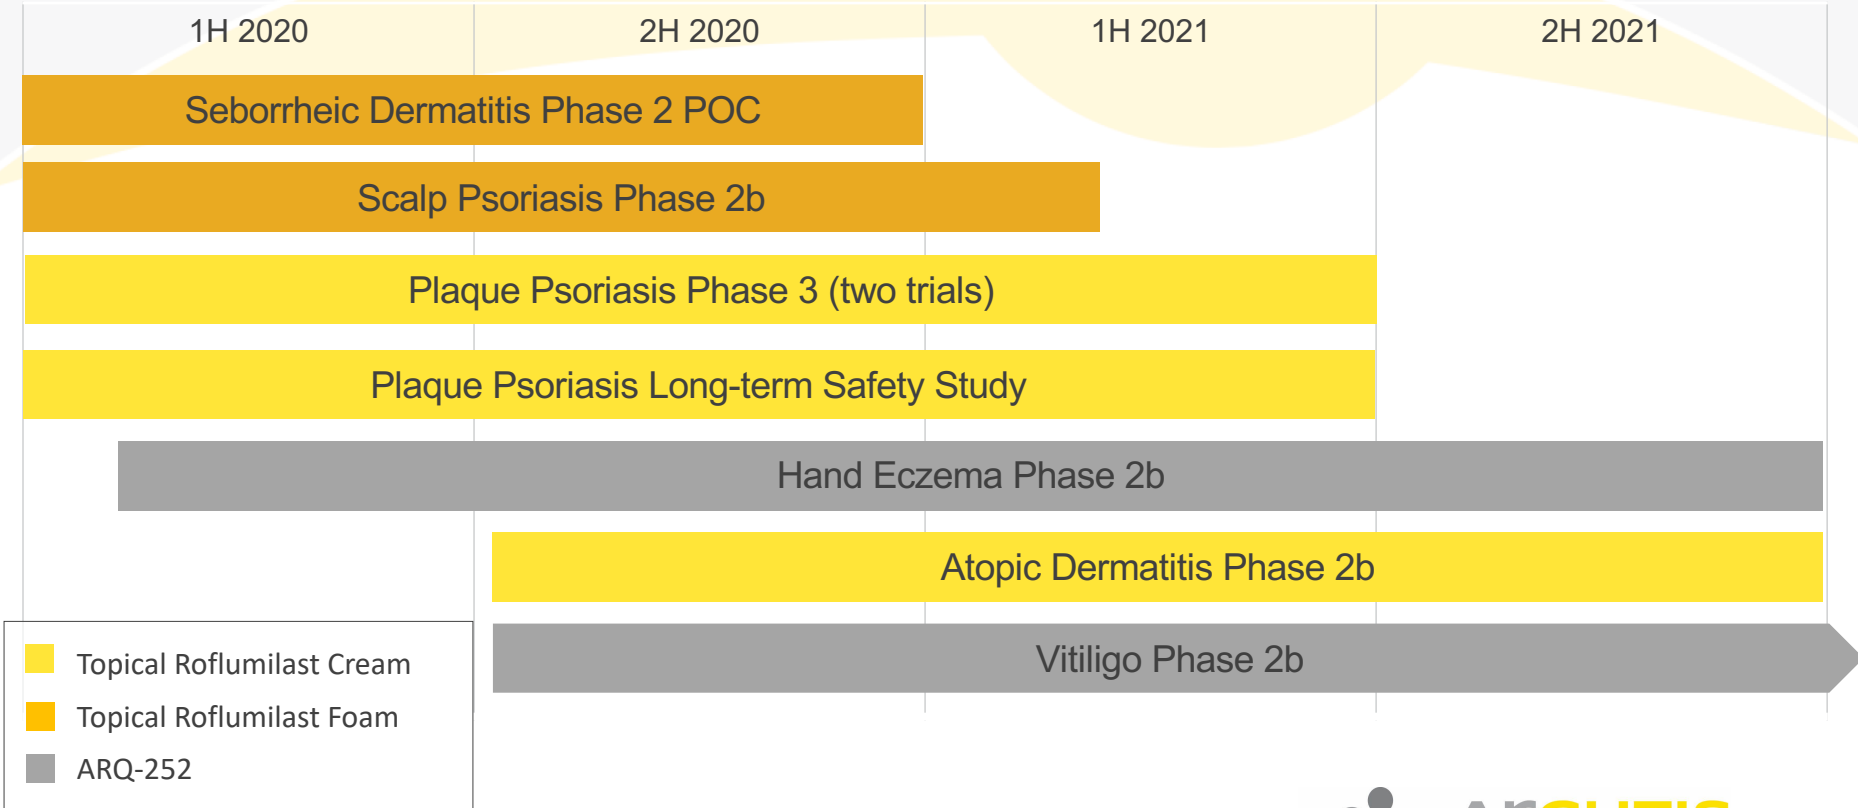 1H 2020
2H 2020
1H 2021
2H 2021
Seborrheic Dermatitis Phase 2 POC
Scalp Psoriasis Phase 2b
Plaque Psoriasis Phase 3 (two trials)
Plaque Psoriasis Long-term Safety Study
Hand Eczema Phase 2b
Atopic Dermatitis Phase 2b
Vitiligo Phase 2b
Topical Roflumilast Cream
Topical Roflumilast Foam
ARQ-252
arcutis